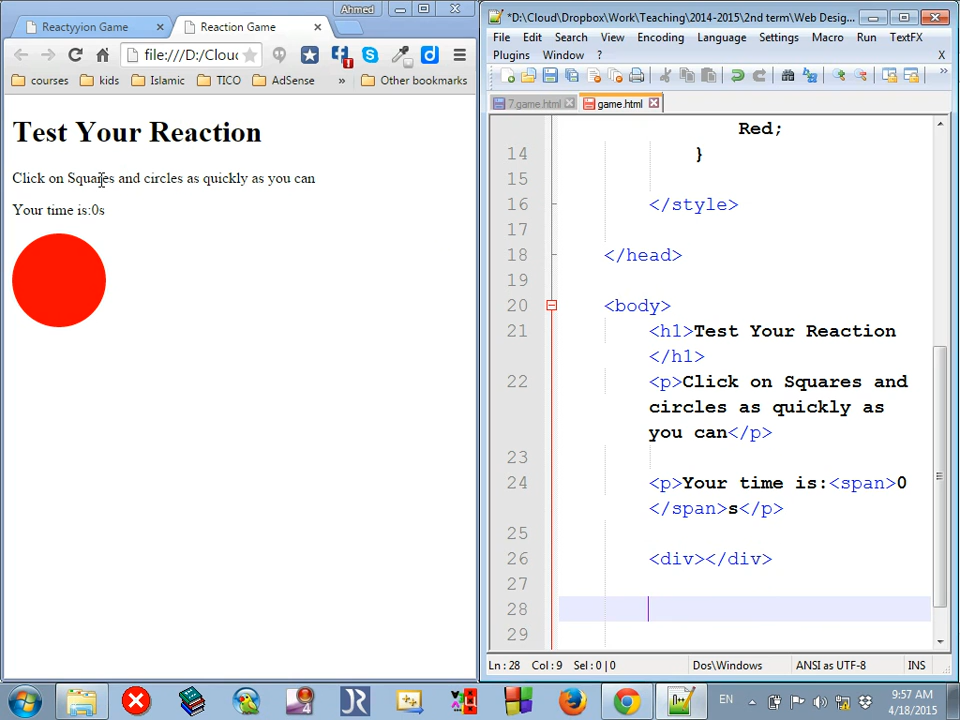 Ahmed
Reactyyion Game
Reaction Game
file:///D:/Clou
courses
kids
Islamic
TICO
AdSense
»
Other bookmarks
Test Your Reaction
Click on Squares and circles as quickly as you can
Your time is:0s
*D:\Cloud\Dropbox\Work\Teaching\2014-2015\2nd term\Web Desig...
File Edit Search View Encoding Language Settings Macro Run TextFX
Plugins Window ? X
7.game.html
game.html
Red;
14 }
15
16 </style>
17
18 </head>
19
20 <body>
21 <h1>Test Your Reaction
</h1>
22 <p>Click on Squares and
circles as quickly as
you can</p>
23
24 <p>Your time is:<span>0
</span>s</p>
25
26 <div></div>
27
28
29
Ln : 28 Col : 9 Sel : 0 | 0
Dos\Windows
ANSI as UTF-8
INS
EN
9:57 AM
4/18/2015